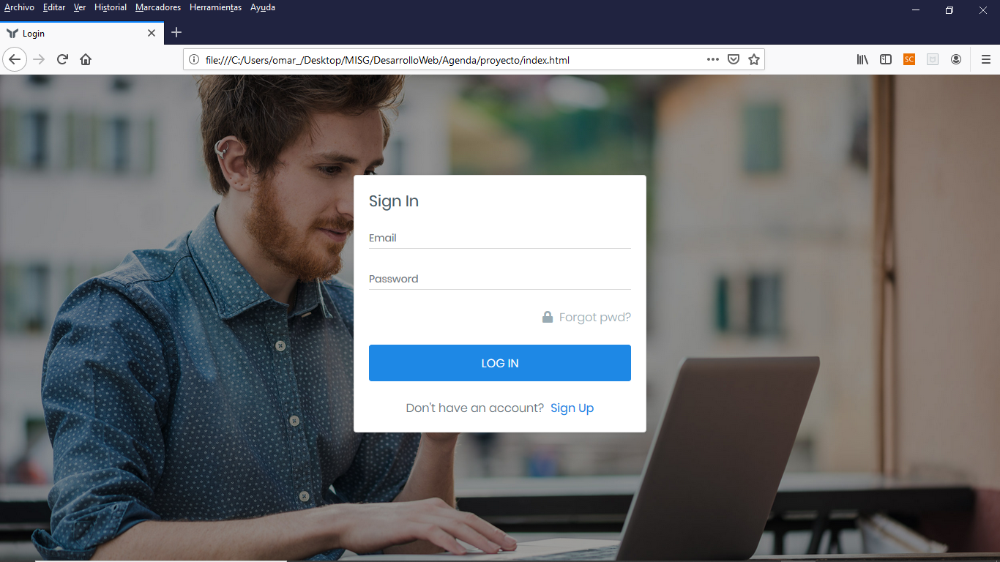 Archivo Editar Ver Historial Marcadores Herramientas Ayuda
Login
file:///C:/Users/omar_/Desktop/MISG/DesarrolloWeb/Agenda/proyecto/index.html
SC
Sign In
Email
Password
Forgot pwd?
LOG IN
Don't have an account? Sign Up